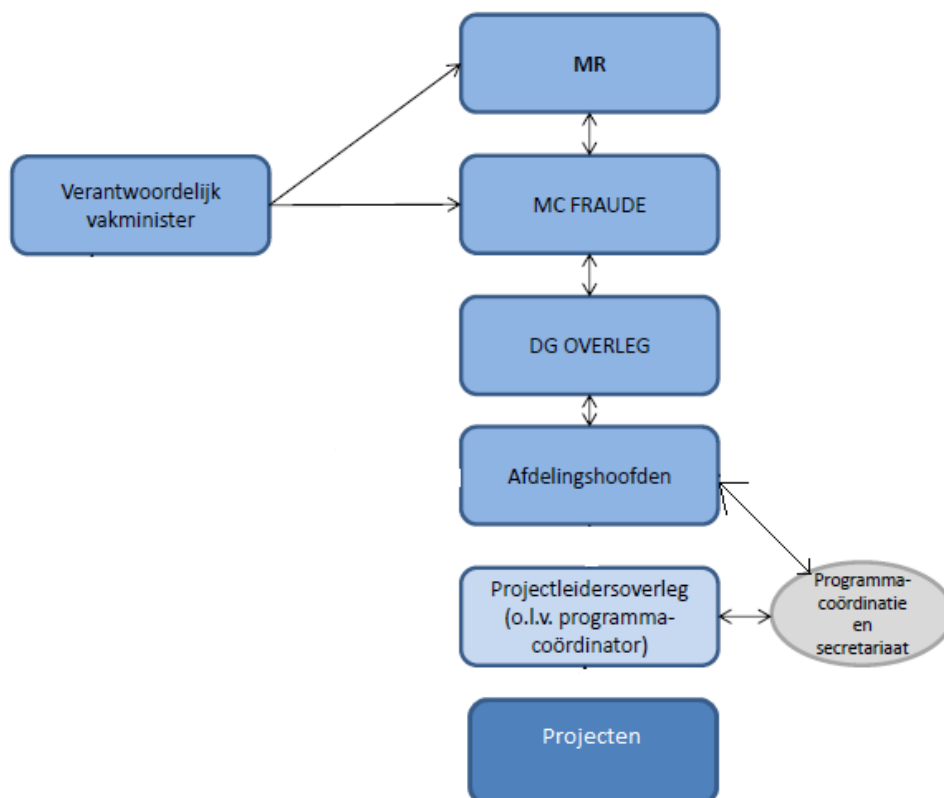 MR
Verantwoordelijk
vakminister
MC FRAUDE
DG OVERLEG
Afdelingshoofden
Projectleidersoverleg
(o.l.v. programma-
coördinator)
Programma-
coördinatie
en
secretariaat
Projecten